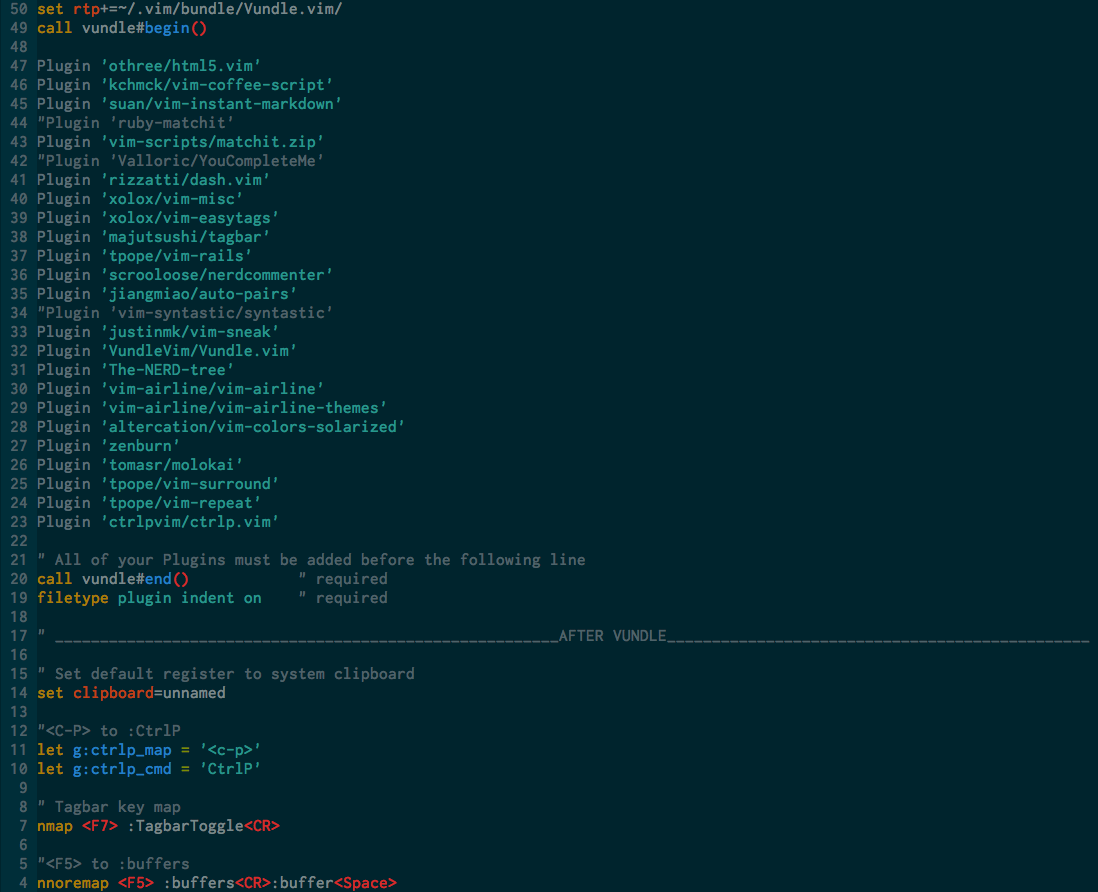 50 set rtp+=~/.vim/bundle/Vundle.vim/
49 call vundle#begin()
48
47 Plugin 'othree/html5.vim'
46 Plugin 'kchmck/vim-coffee-script'
45 Plugin 'suan/vim-instant-markdown'
44 "Plugin 'ruby-matchit'
43 Plugin 'vim-scripts/matchit.zip'
42 "Plugin 'Valloric/YouCompleteMe'
41 Plugin 'rizzatti/dash.vim'
40 Plugin 'xolox/vim-misc'
39 Plugin 'xolox/vim-easytags'
38 Plugin 'majutsushi/tagbar'
37 Plugin 'tpope/vim-rails'
36 Plugin 'scrooloose/nerdcommenter'
35 Plugin 'jiangmiao/auto-pairs'
34 "Plugin 'vim-syntastic/syntastic'
33 Plugin 'justinmk/vim-sneak'
32 Plugin 'VundleVim/Vundle.vim'
31 Plugin 'The-NERD-tree'
30 Plugin 'vim-airline/vim-airline'
29 Plugin 'vim-airline/vim-airline-themes'
28 Plugin 'altercation/vim-colors-solarized'
27 Plugin 'zenburn'
26 Plugin 'tomasr/molokai'
25 Plugin 'tpope/vim-surround'
24 Plugin 'tpope/vim-repeat'
23 Plugin 'ctrlpvim/ctrlp.vim'
22
21 " All of your Plugins must be added before the following line
20 call vundle#end()            " required
19 filetype plugin indent on    " required
18
17 " ________________________________________________________AFTER VUNDLE_______________________________________________
16
15 " Set default register to system clipboard
14 set clipboard=unnamed
13
12 "<C-P> to :CtrlP
11 let g:ctrlp_map = '<c-p>'
10 let g:ctrlp_cmd = 'CtrlP'
9
8 " Tagbar key map
7 nmap <F7> :TagbarToggle<CR>
6
5 "<F5> to :buffers
4 nnoremap <F5> :buffers<CR>:buffer<Space>